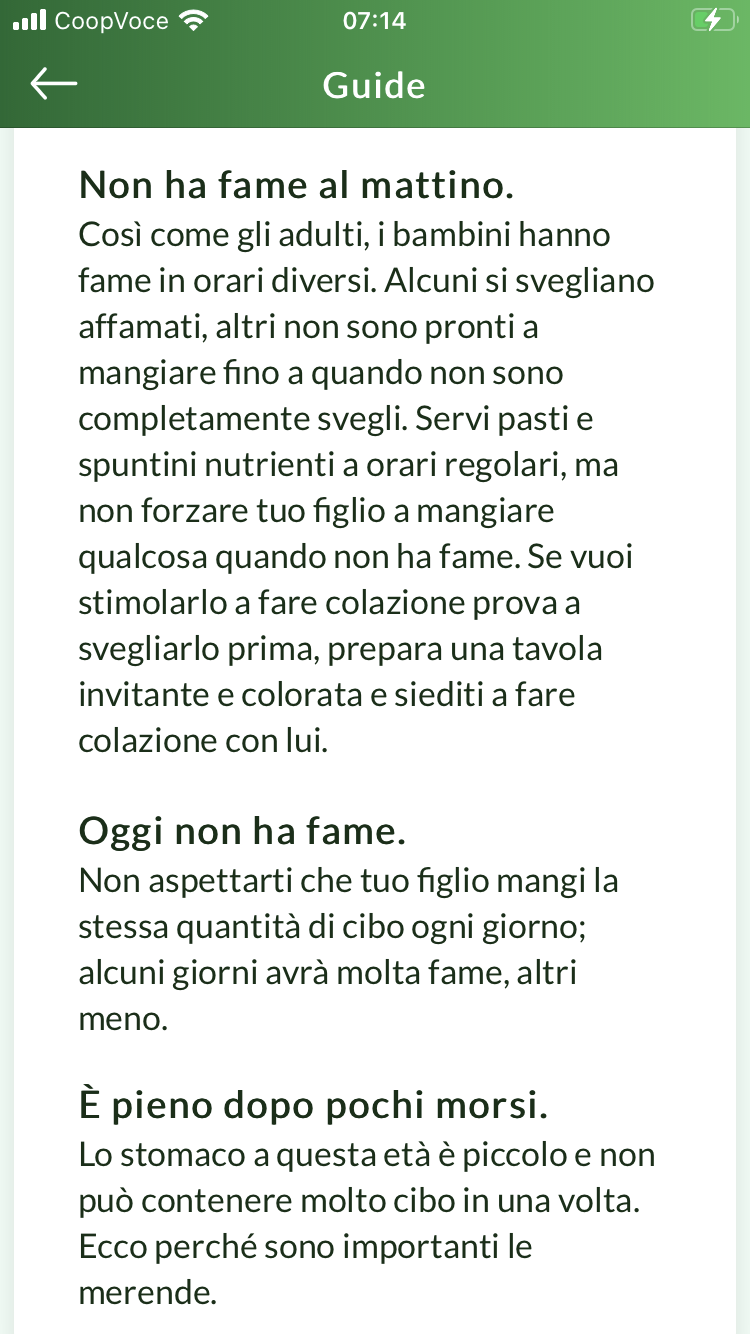 CoopVoce
07:14
Guide
Non ha fame al mattino.
Così come gli adulti, i bambini hanno
fame in orari diversi. Alcuni si svegliano
affamati, altri non sono pronti a
mangiare fino a quando non sono
completamente svegli. Servi pasti e
spuntini nutrienti a orari regolari, ma
non forzare tuo figlio a mangiare
qualcosa quando non ha fame. Se vuoi
stimolarlo a fare colazione prova a
svegliarlo prima, prepara una tavola
invitante e colorata e siediti a fare
colazione con lui.
Oggi non ha fame.
Non aspettarti che tuo figlio mangi la
stessa quantità di cibo ogni giorno;
alcuni giorni avrà molta fame, altri
meno.
È pieno dopo pochi morsi.
Lo stomaco a questa età è piccolo e non
può contenere molto cibo in una volta.
Ecco perché sono importanti le
merende.